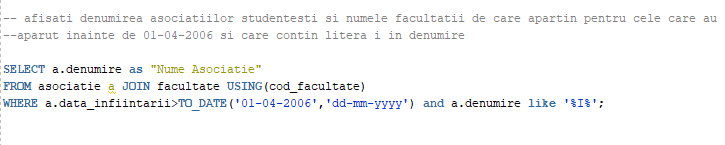 -- afisati denumirea asociatiilor studentesti si numele facultatii de care apartin pentru cele care au
--aparut inainte de 01-04-2006 si care contin litera i in denumire
SELECT a.denumire as "Nume Asociatie"
FROM asociatie a JOIN facultate USING(cod_facultate)
WHERE a.data_infiintarii>TO_DATE('01-04-2006','dd-mm-yyyy') and a.denumire like '%I%';